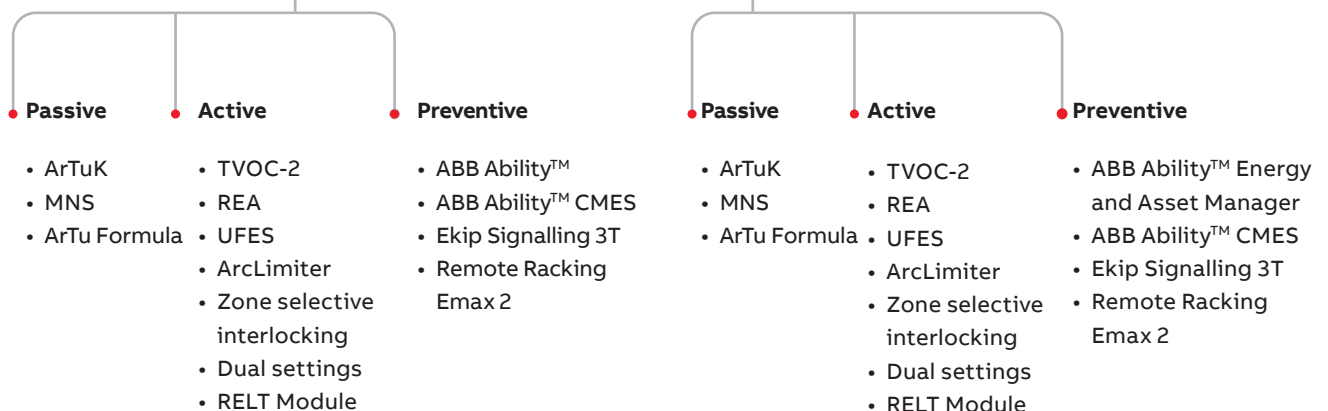 Passive
• ArTuK
• MNS
• ArTu Formula
Active
• TVOC-2
• REA
• UFES
• ArcLimiter
• Zone selective
interlocking
• Dual settings
• RELT Module
Preventive
• ABB Ability™
• ABB Ability™ CMES
• Ekip Signalling 3T
• Remote Racking
Emax 2
Passive
• ArTuK
• MNS
• ArTu Formula
Active
• TVOC-2
• REA
• UFES
• ArcLimiter
• Zone selective
interlocking
• Dual settings
• RELT Module
Preventive
• ABB Ability™ Energy
and Asset Manager
• ABB Ability™ CMES
• Ekip Signalling 3T
• Remote Racking
Emax 2